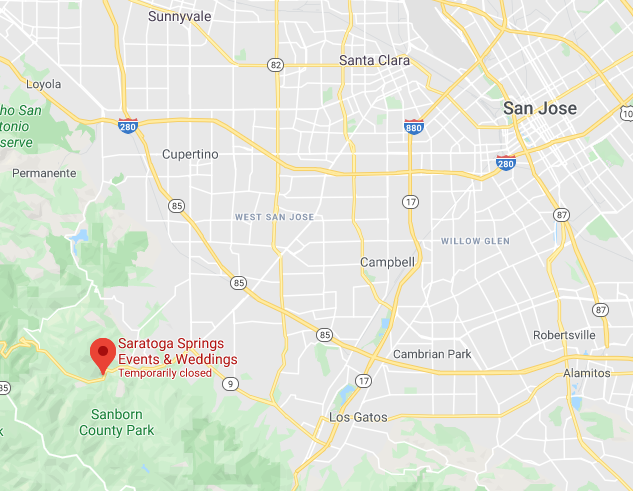 Sunnyvale
82
Santa Clara
Loyola
San Jose
ho San
tonio
serve
280
880
10
Cupertino
280
Permanente
85
17
WEST SAN JOSE
87
WILLOW GLEN
Campbell
85
87
85
Robertsville
Saratoga Springs
Events & Weddings
Temporarily closed
Cambrian Park
Alamitos
35
9
17
Sanborn
County Park
Los Gatos
k